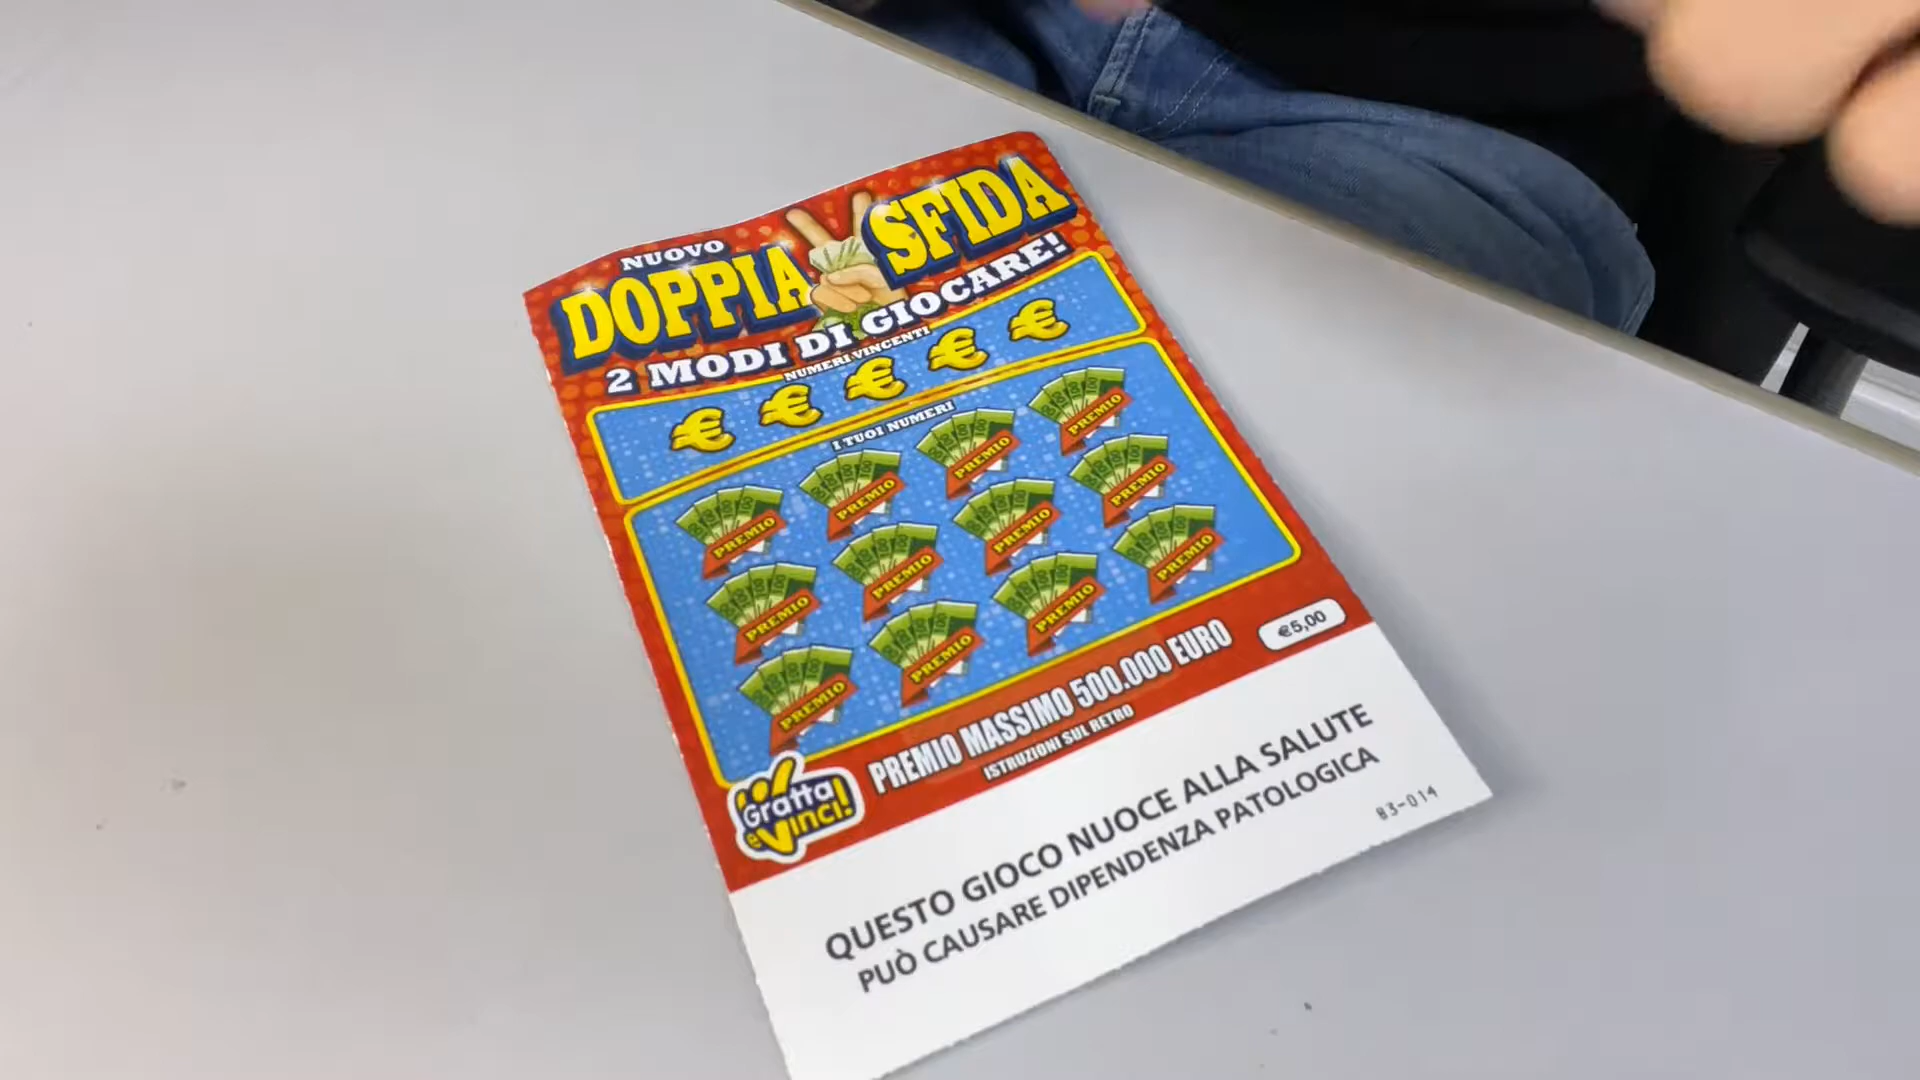 NUOVO
DOPPIA SFIDA
2 MODI DI GIOCARE!
NUMERI VINCENTI
€ € € € €
I TUOI NUMERI
PREMIO PREMIO PREMIO PREMIO
PREMIO PREMIO PREMIO PREMIO
PREMIO PREMIO PREMIO PREMIO
PREMIO MASSIMO 500.000 EURO
€5,00
ISTRUZIONI SUL RETRO
Gratta
e Vinci!
QUESTO GIOCO NUOCE ALLA SALUTE
PUÒ CAUSARE DIPENDENZA PATOLOGICA
83-014